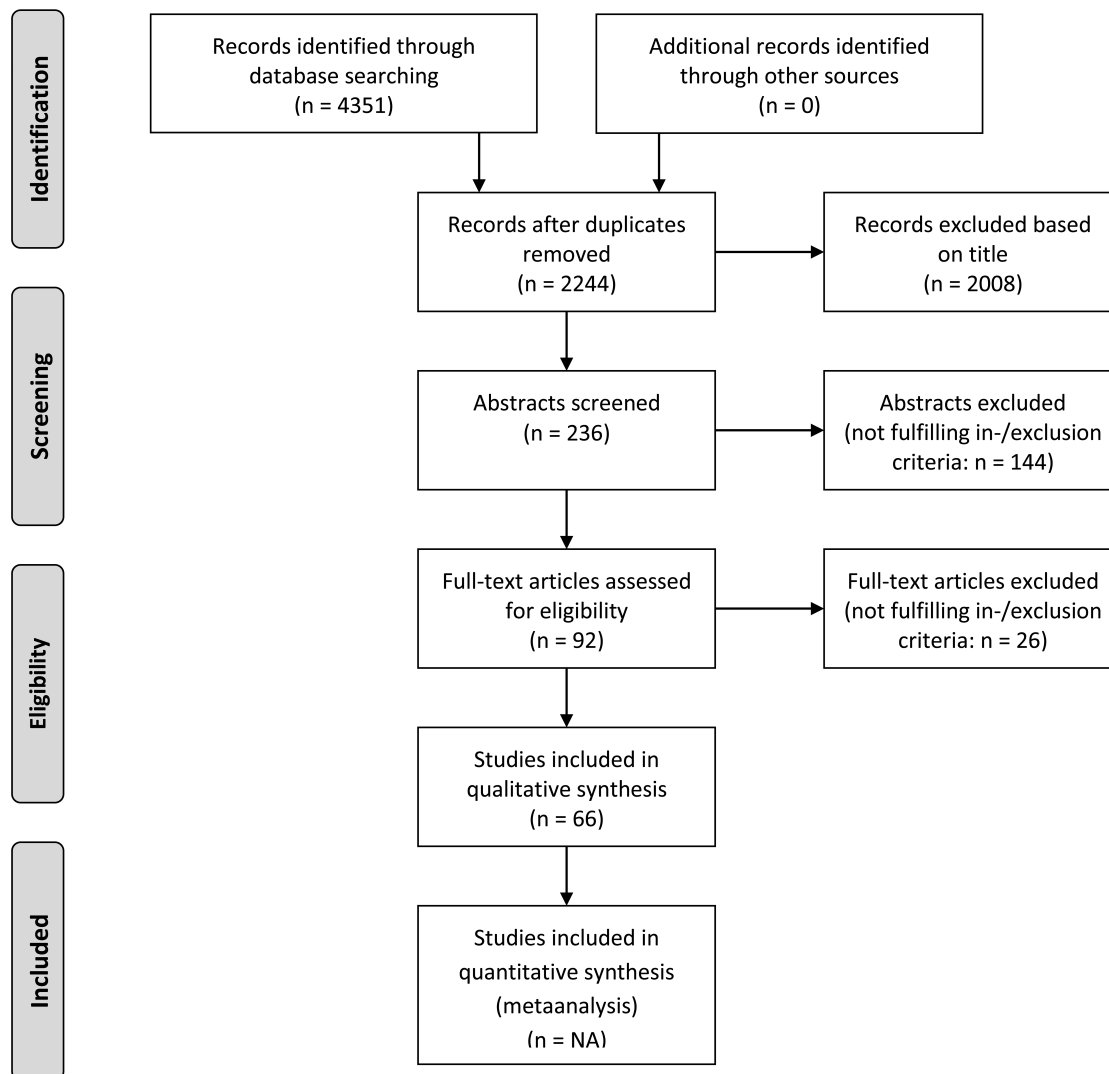 Identification
Records identified through
database searching
(n = 4351)
Additional records identified
through other sources
(n = 0)
Records after duplicates
removed
(n = 2244)
Records excluded based
on title
(n = 2008)
Screening
Abstracts screened
(n = 236)
Abstracts excluded
(not fulfilling in-/exclusion
criteria: n = 144)
Eligibility
Full-text articles assessed
for eligibility
(n = 92)
Full-text articles excluded
(not fulfilling in-/exclusion
criteria: n = 26)
Studies included in
qualitative synthesis
(n = 66)
Included
Studies included in
quantitative synthesis
(metaanalysis)
(n = NA)